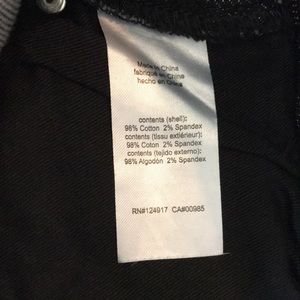 Made in China
fabriqué en Chine
hecho en China
contents (shell):
98% Cotton 2% Spandex
contents (tissu extérieur):
98% Cotton 2% Spandex
contents (tejido externo):
98% Algodón 2% Spandex
RN#124917 CA#00985